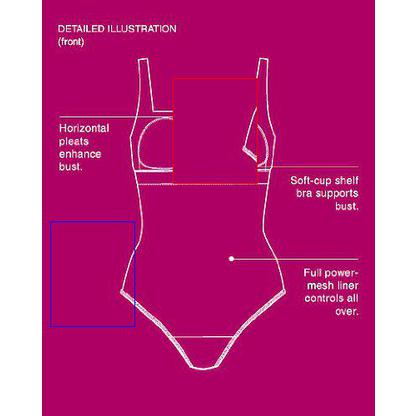 DETAILED ILLUSTRATION
(front)
Horizontal
pleats
enhance
bust.
Soft-cup shelf
bra supports
bust.
Full power-
mesh liner
controls all
over.